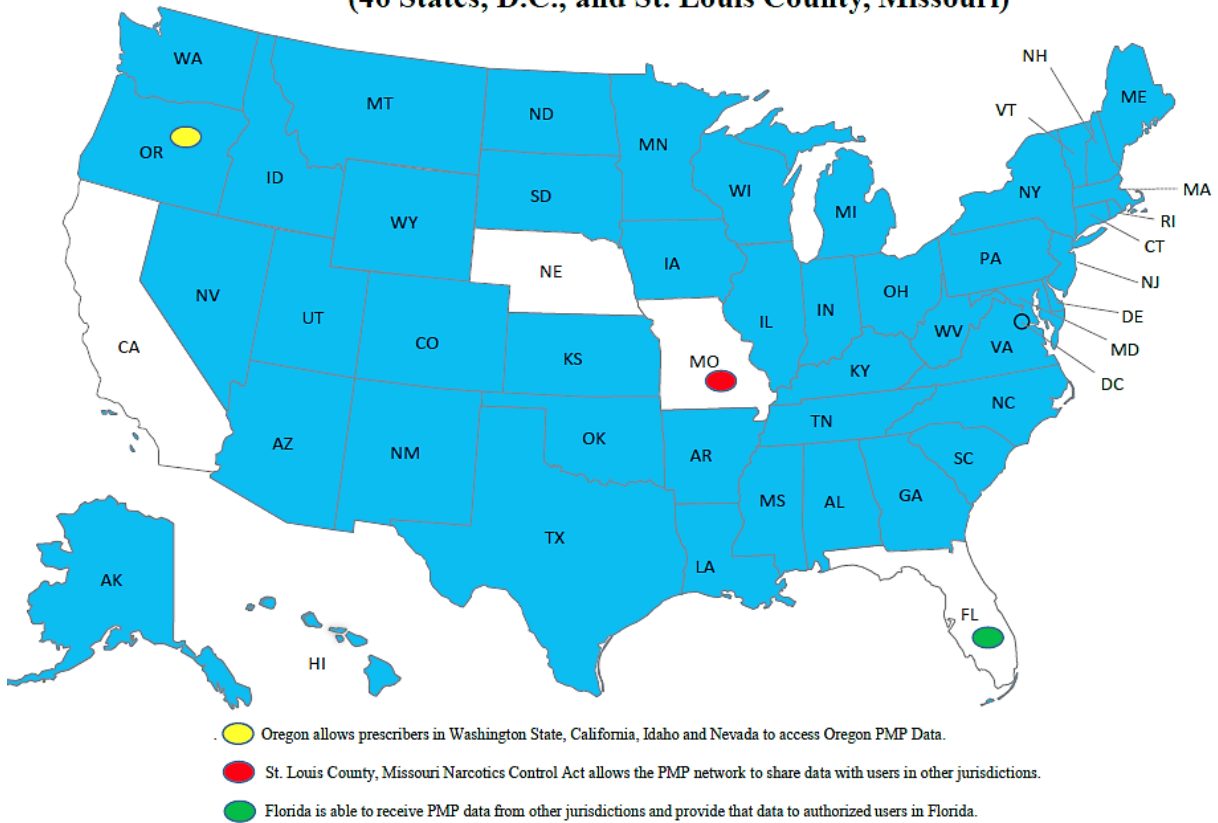 (46 States, D.C., and St. Louis County, Missouri)
WA
MT
ND
MN
NH
ME
VT
OR
ID
SD
WI
MI
NY
MA
WY
RI
CT
NE
IA
PA
NJ
NV
IN
OH
DE
UT
IL
WV
CO
VA
MD
CA
KS
MO
KY
DC
NC
TN
AZ
NM
OK
AR
SC
MS
AL
GA
TX
LA
AK
FL
HI
. Oregon allows prescribers in Washington State, California, Idaho and Nevada to access Oregon PMP Data.
St. Louis County, Missouri Narcotics Control Act allows the PMP network to share data with users in other jurisdictions.
Florida is able to receive PMP data from other jurisdictions and provide that data to authorized users in Florida.